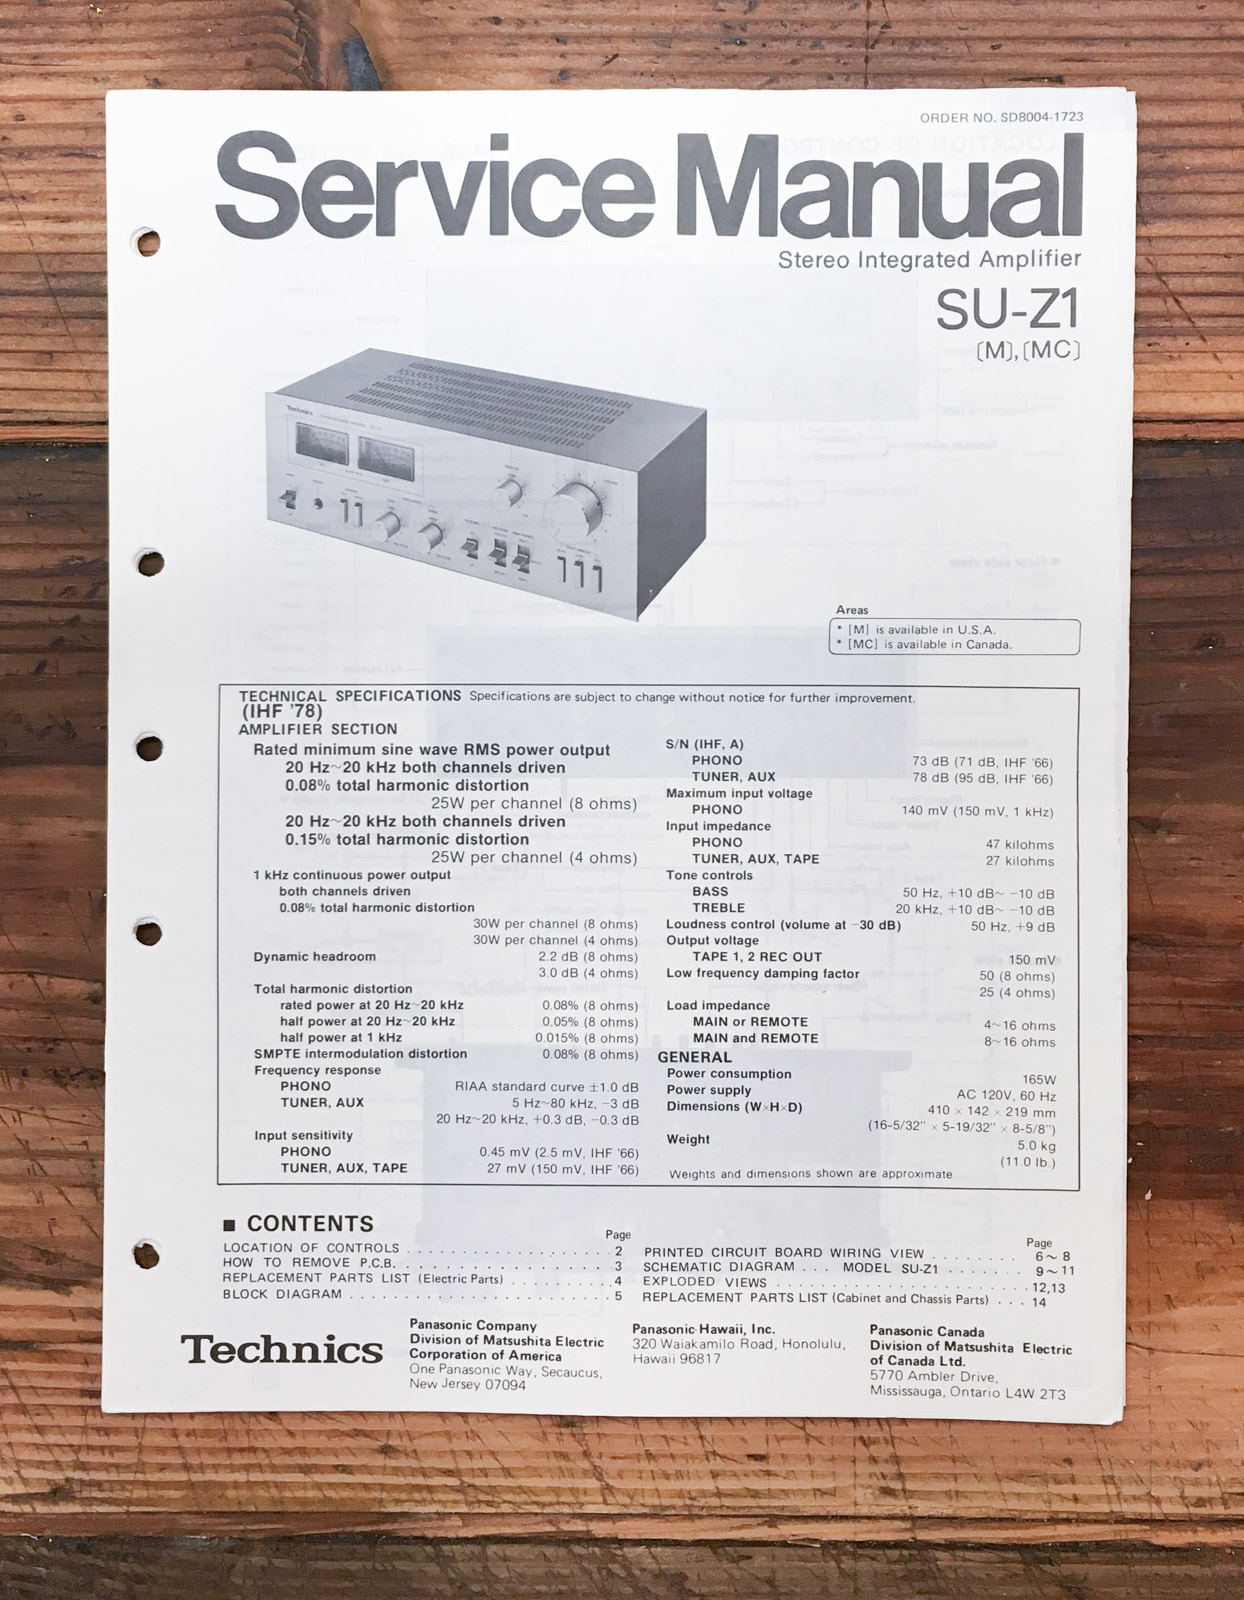 ORDER NO. SD8004-1723
Service Manual
Stereo Integrated Amplifier
SU-Z1
[M], [MC]
Technics
Areas
* [M] is available in U.S.A.
* [MC] is available in Canada.
TECHNICAL SPECIFICATIONS Specifications are subject to change without notice for further improvement.
(IHF '78)
AMPLIFIER SECTION
Rated minimum sine wave RMS power output
20 Hz~20 kHz both channels driven
0.08% total harmonic distortion
25W per channel (8 ohms)
20 Hz~20 kHz both channels driven
0.15% total harmonic distortion
25W per channel (4 ohms)
1 kHz continuous power output
both channels driven
0.08% total harmonic distortion
30W per channel (8 ohms)
30W per channel (4 ohms)
Dynamic headroom 2.2 dB (8 ohms)
3.0 dB (4 ohms)
Total harmonic distortion
rated power at 20 Hz~20 kHz 0.08% (8 ohms)
half power at 20 Hz~20 kHz 0.05% (8 ohms)
half power at 1 kHz 0.015% (8 ohms)
SMPTE intermodulation distortion 0.08% (8 ohms)
Frequency response
PHONO RIAA standard curve ±1.0 dB
TUNER, AUX 5 Hz~80 kHz, −3 dB
20 Hz~20 kHz, +0.3 dB, −0.3 dB
Input sensitivity
PHONO 0.45 mV (2.5 mV, IHF '66)
TUNER, AUX, TAPE 27 mV (150 mV, IHF '66)
S/N (IHF, A)
PHONO 73 dB (71 dB, IHF '66)
TUNER, AUX 78 dB (95 dB, IHF '66)
Maximum input voltage
PHONO 140 mV (150 mV, 1 kHz)
Input impedance
PHONO 47 kilohms
TUNER, AUX, TAPE 27 kilohms
Tone controls
BASS 50 Hz, +10 dB~ −10 dB
TREBLE 20 kHz, +10 dB~ −10 dB
Loudness control (volume at −30 dB) 50 Hz, +9 dB
Output voltage
TAPE 1, 2 REC OUT 150 mV
Low frequency damping factor 50 (8 ohms)
25 (4 ohms)
Load impedance
MAIN or REMOTE 4~16 ohms
MAIN and REMOTE 8~16 ohms
GENERAL
Power consumption 165W
Power supply AC 120V, 60 Hz
Dimensions (W×H×D) 410 × 142 × 219 mm
(16-5/32" × 5-19/32" × 8-5/8")
Weight 5.0 kg
(11.0 lb.)
Weights and dimensions shown are approximate.
■ CONTENTS
Page
LOCATION OF CONTROLS . . . . . . . . . . . . . . . . . . . 2
HOW TO REMOVE P.C.B. . . . . . . . . . . . . . . . . . . . 3
REPLACEMENT PARTS LIST (Electric Parts) . . . . . . . . . . 4
BLOCK DIAGRAM . . . . . . . . . . . . . . . . . . . . . . . . 5
Page
PRINTED CIRCUIT BOARD WIRING VIEW . . . . . . . . 6~8
SCHEMATIC DIAGRAM . . . MODEL SU-Z1 . . . . . . . 9~11
EXPLODED VIEWS . . . . . . . . . . . . . . . . . . . . . . 12,13
REPLACEMENT PARTS LIST (Cabinet and Chassis Parts) . . . 14
Technics
Panasonic Company
Division of Matsushita Electric
Corporation of America
One Panasonic Way, Secaucus,
New Jersey 07094
Panasonic Hawaii, Inc.
320 Waiakamilo Road, Honolulu,
Hawaii 96817
Panasonic Canada
Division of Matsushita Electric
of Canada Ltd.
5770 Ambler Drive,
Mississauga, Ontario L4W 2T3